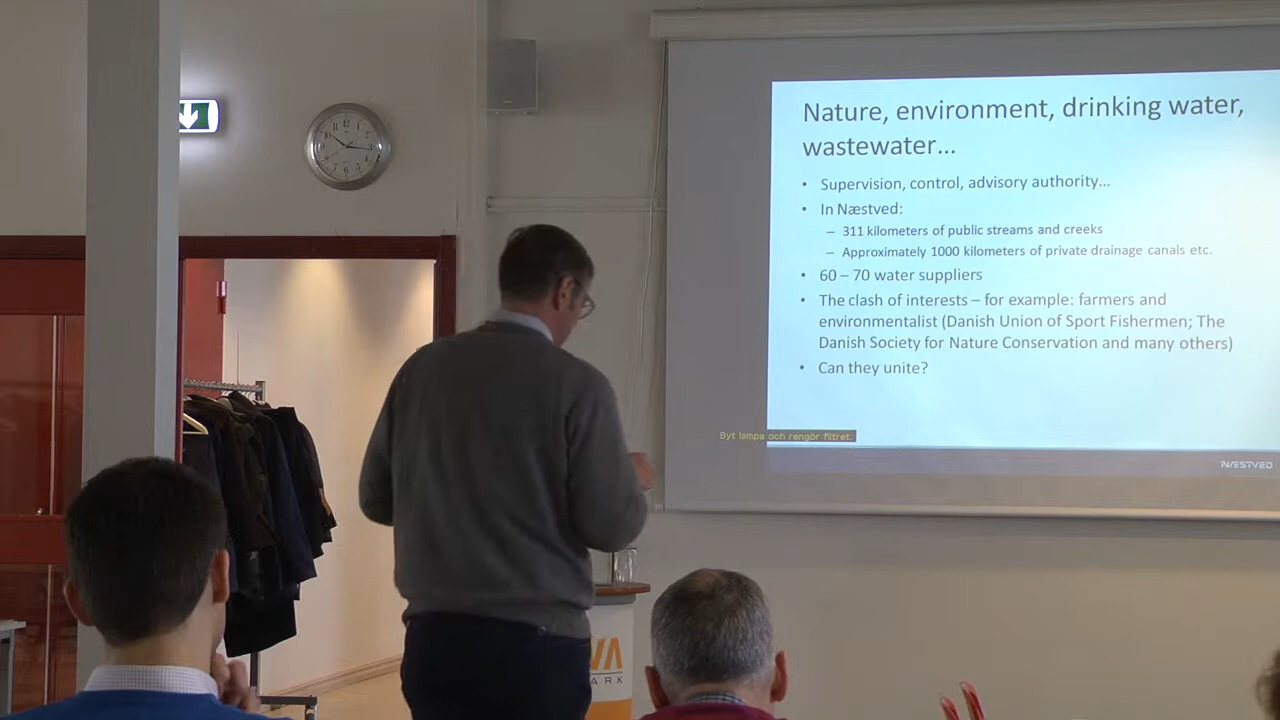 Nature, environment, drinking water,
wastewater...
• Supervision, control, advisory authority...
• In Næstved:
– 311 kilometers of public streams and creeks
– Approximately 1000 kilometers of private drainage canals etc.
• 60 – 70 water suppliers
• The clash of interests – for example: farmers and
environmentalist (Danish Union of Sport Fishermen; The
Danish Society for Nature Conservation and many others)
• Can they unite?
Byt lampa och rengör filtret.
NÆSTVED
VA
ARK